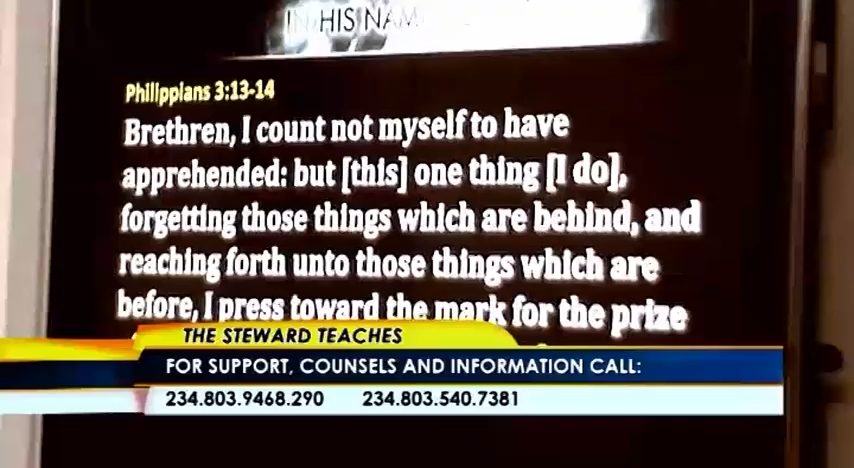 IN HIS NAM
Philippians 3:13-14
Brethren, I count not myself to have
apprehended: but [this] one thing [I do],
forgetting those things which are behind, and
reaching forth unto those things which are
before, I press toward the mark for the prize
THE STEWARD TEACHES
FOR SUPPORT, COUNSELS AND INFORMATION CALL:
234.803.9468.290 234.803.540.7381